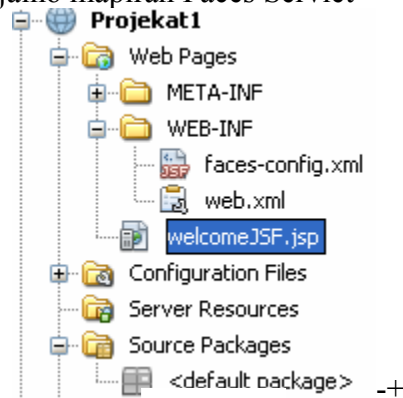 mapiran Faces Servlet
Projekat1
Web Pages
META-INF
WEB-INF
faces-config.xml
web.xml
welcomeJSF.jsp
Configuration Files
Server Resources
Source Packages
<default package> -+